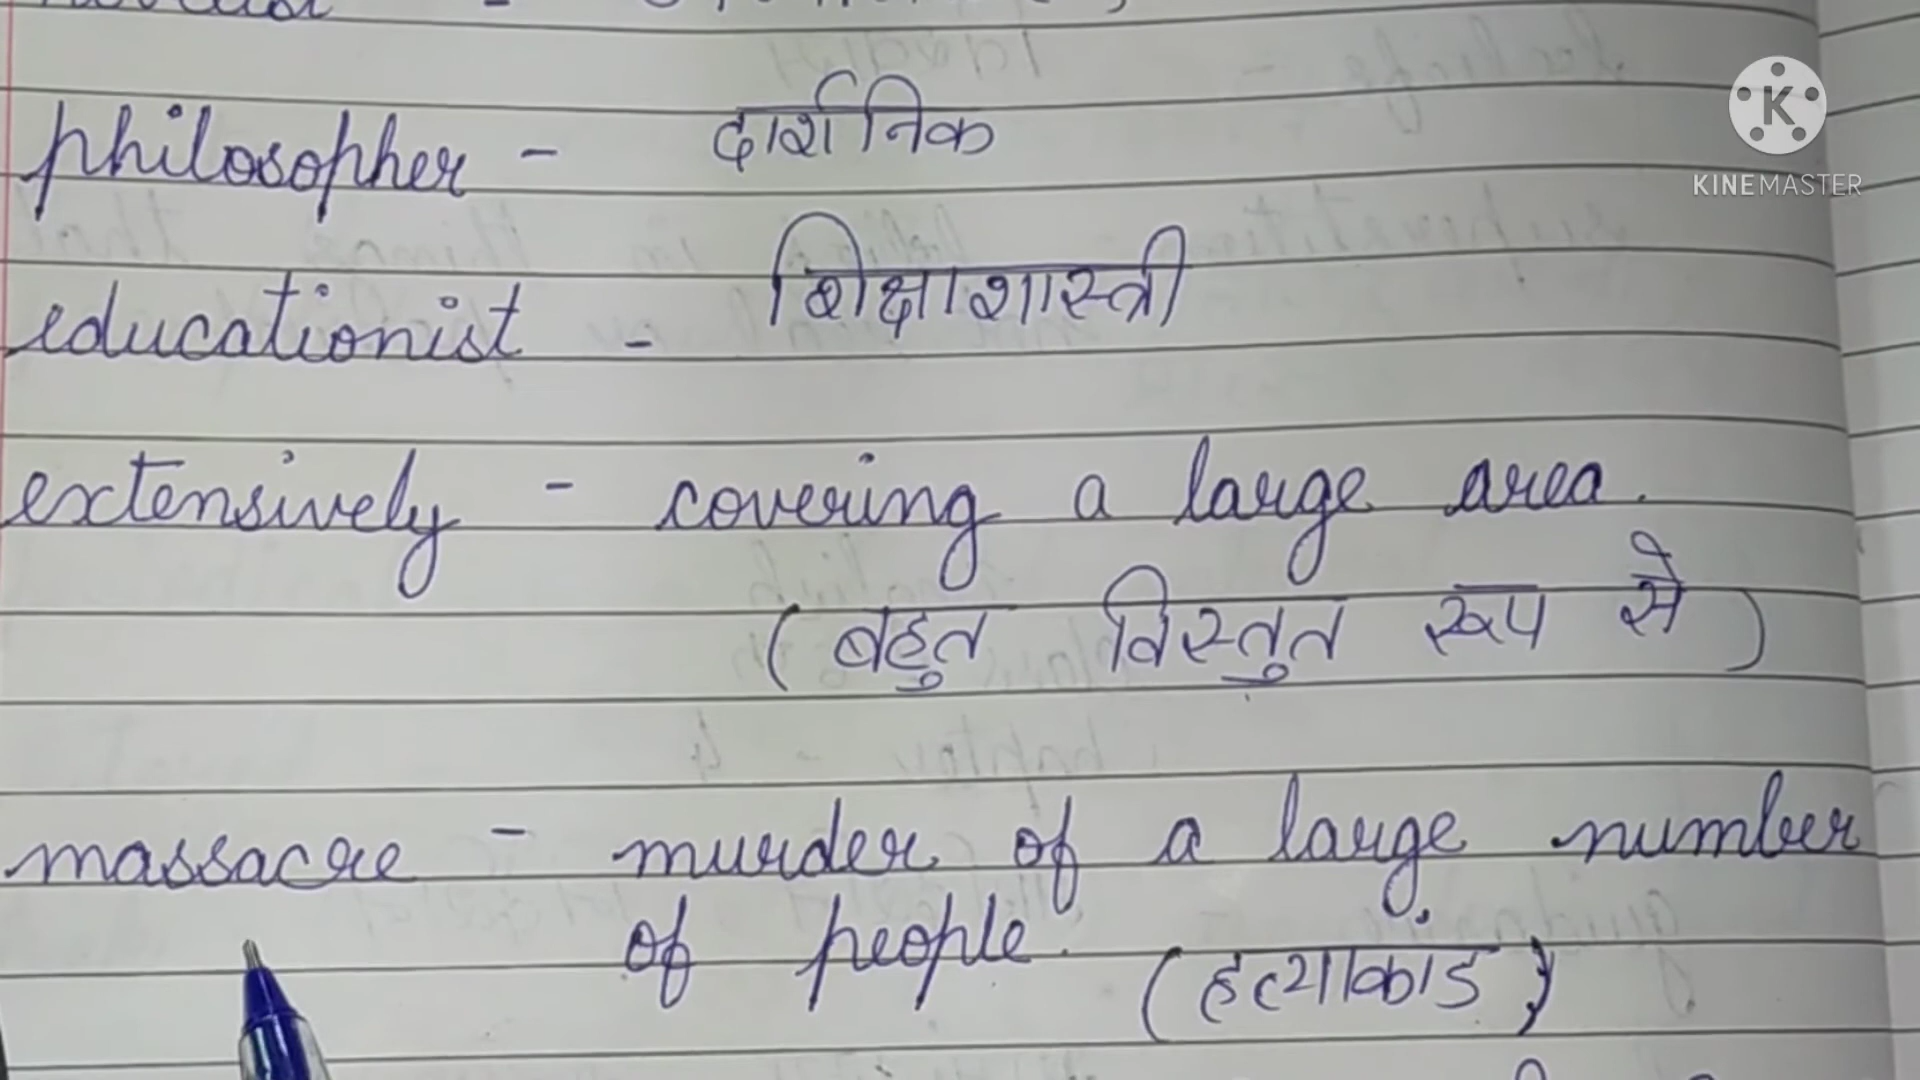 philosopher - दार्शनिक
educationist - शिक्षाशास्त्री
extensively - covering a large area.
(बहुत विस्तुत रूप से)
massacre - murder of a large number
of people. (हत्याकांड)
KINEMASTER